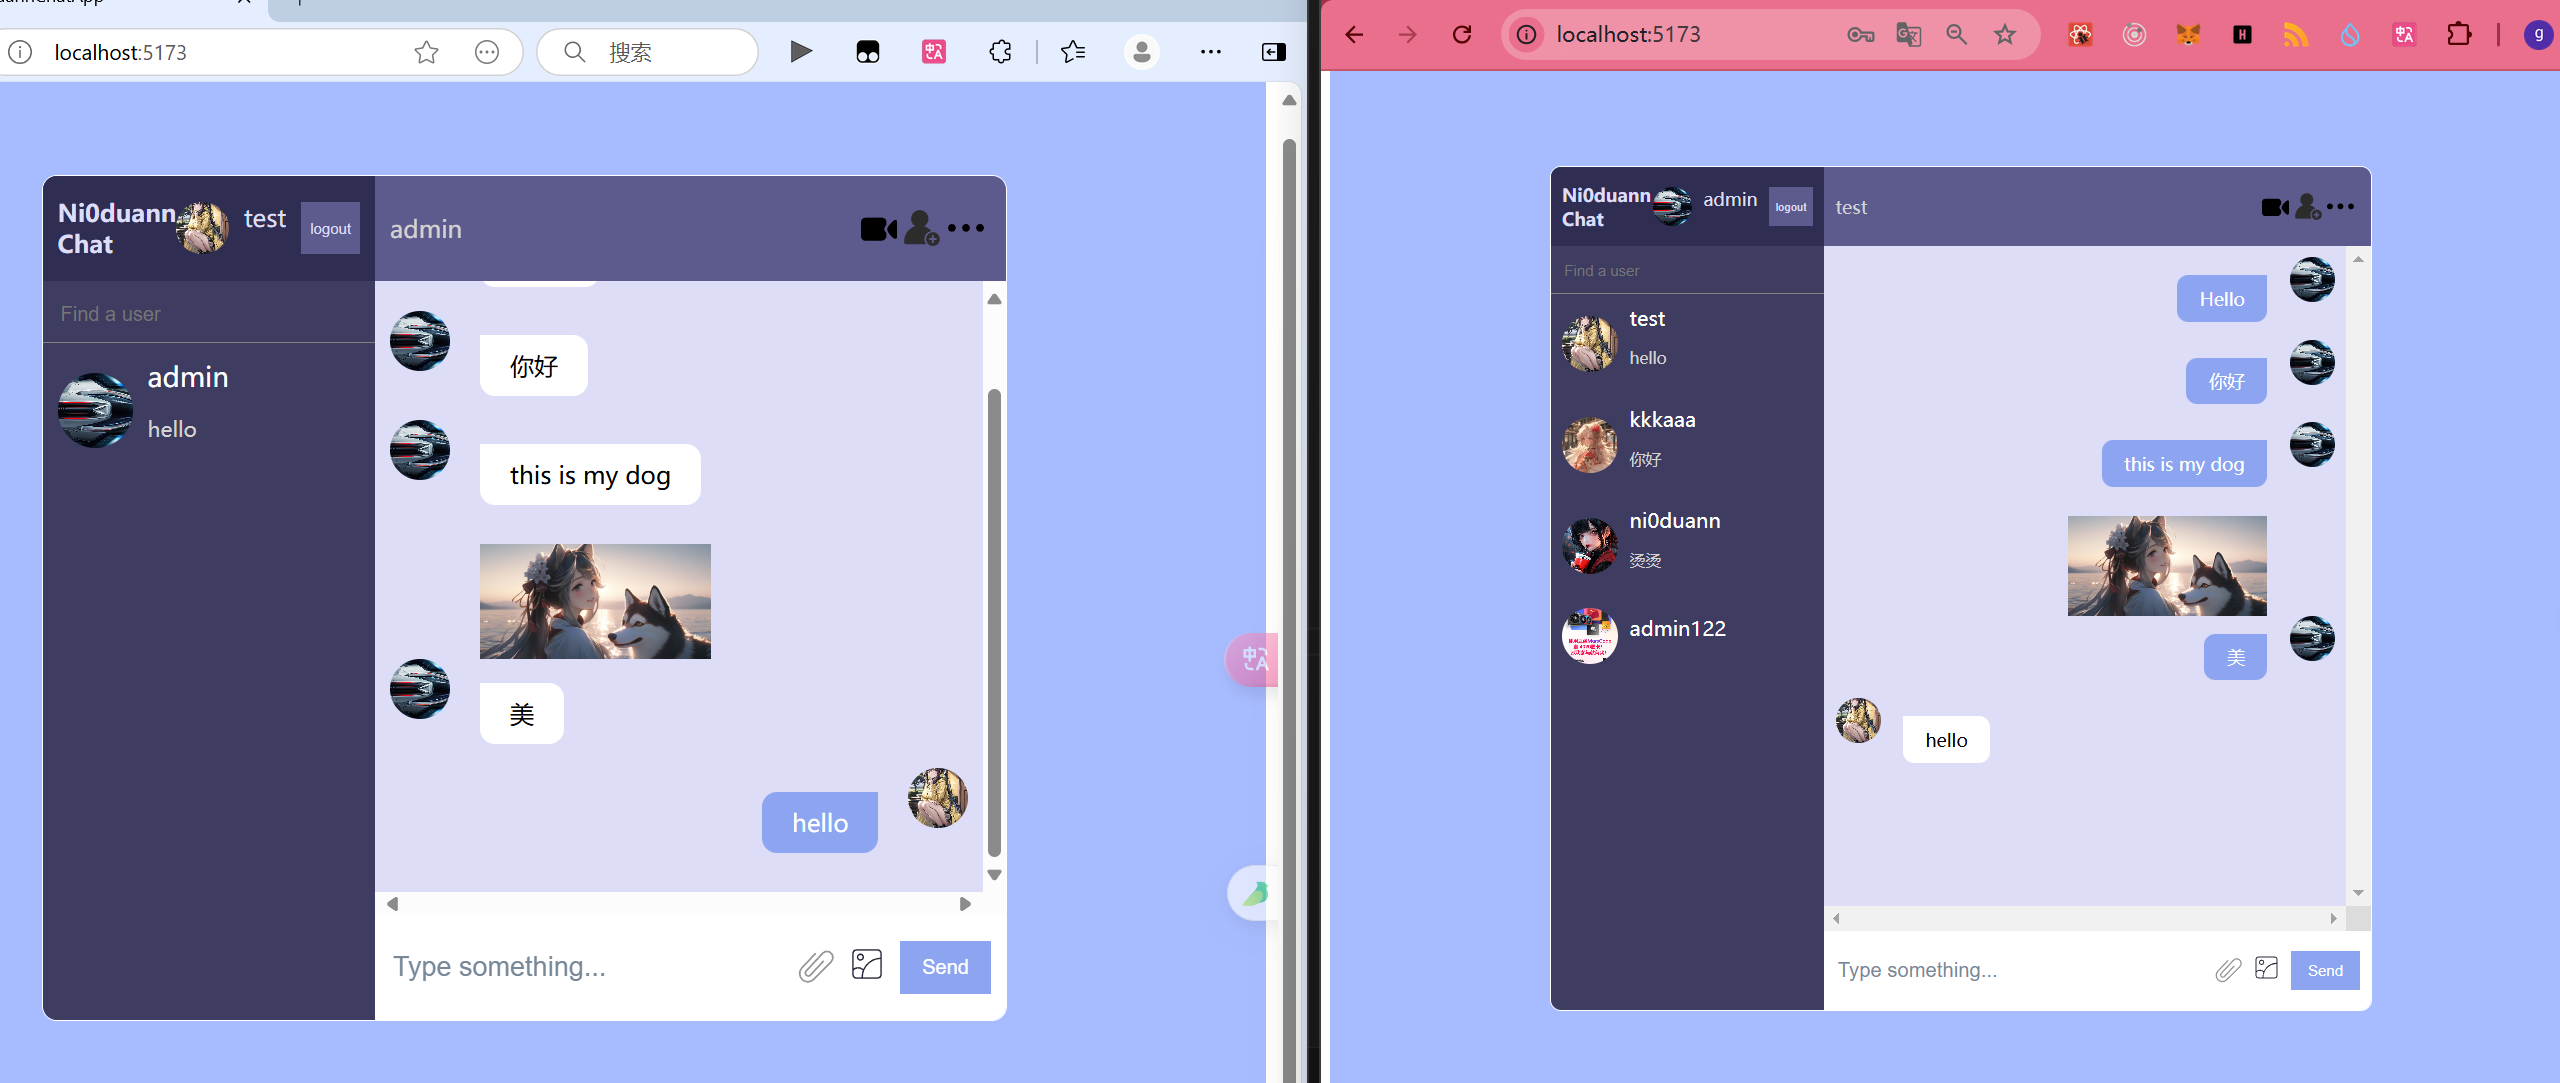 localhost:5173
搜索
Ni0duann
Chat
test
logout
admin
Find a user
admin
hello
你好
this is my dog
美
hello
Type something...
Send
localhost:5173
g
Ni0duann
Chat
admin
logout
test
Find a user
test
hello
kkkaaa
你好
ni0duann
烫烫
admin122
Hello
你好
this is my dog
美
hello
Type something...
Send